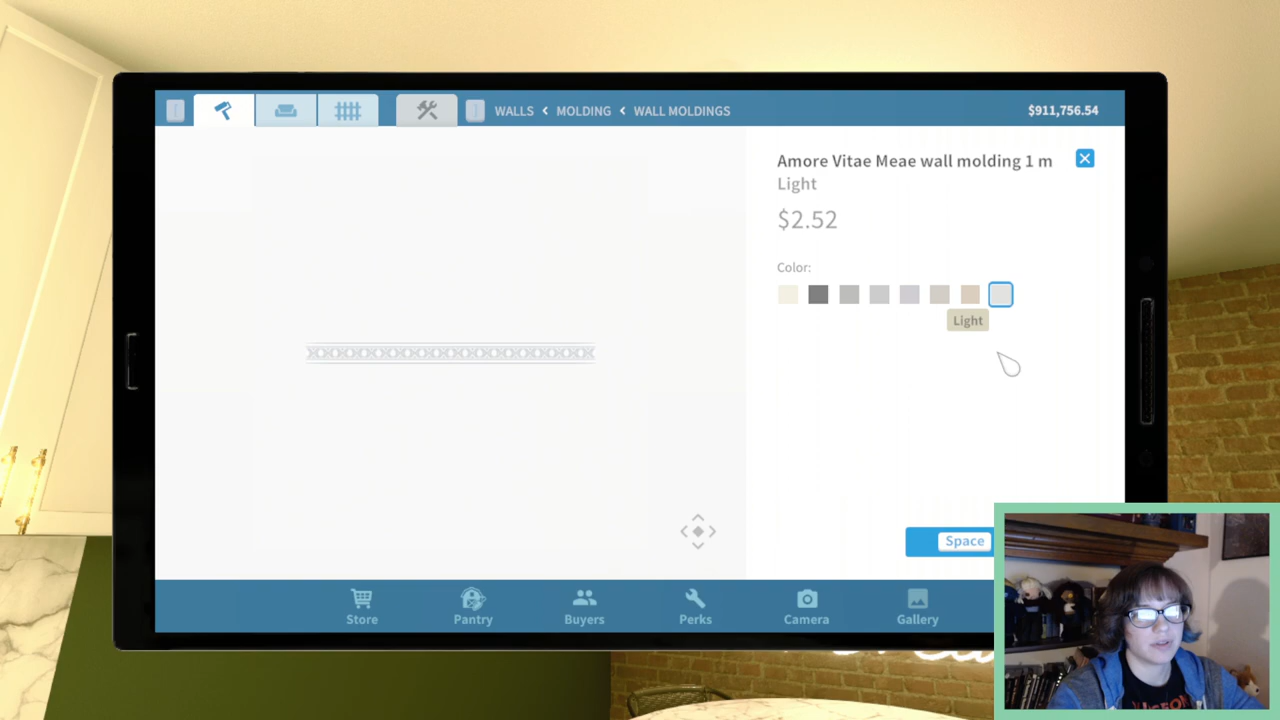 WALLS < MOLDING < WALL MOLDINGS
$911,756.54
Amore Vitae Meae wall molding 1 m
Light
$2.52
Color:
Light
Space
Store
Pantry
Buyers
Perks
Camera
Gallery